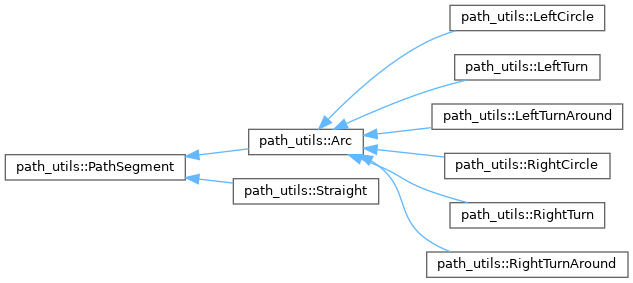 path_utils::LeftCircle
path_utils::LeftTurn
path_utils::LeftTurnAround
path_utils::Arc
path_utils::PathSegment
path_utils::RightCircle
path_utils::Straight
path_utils::RightTurn
path_utils::RightTurnAround